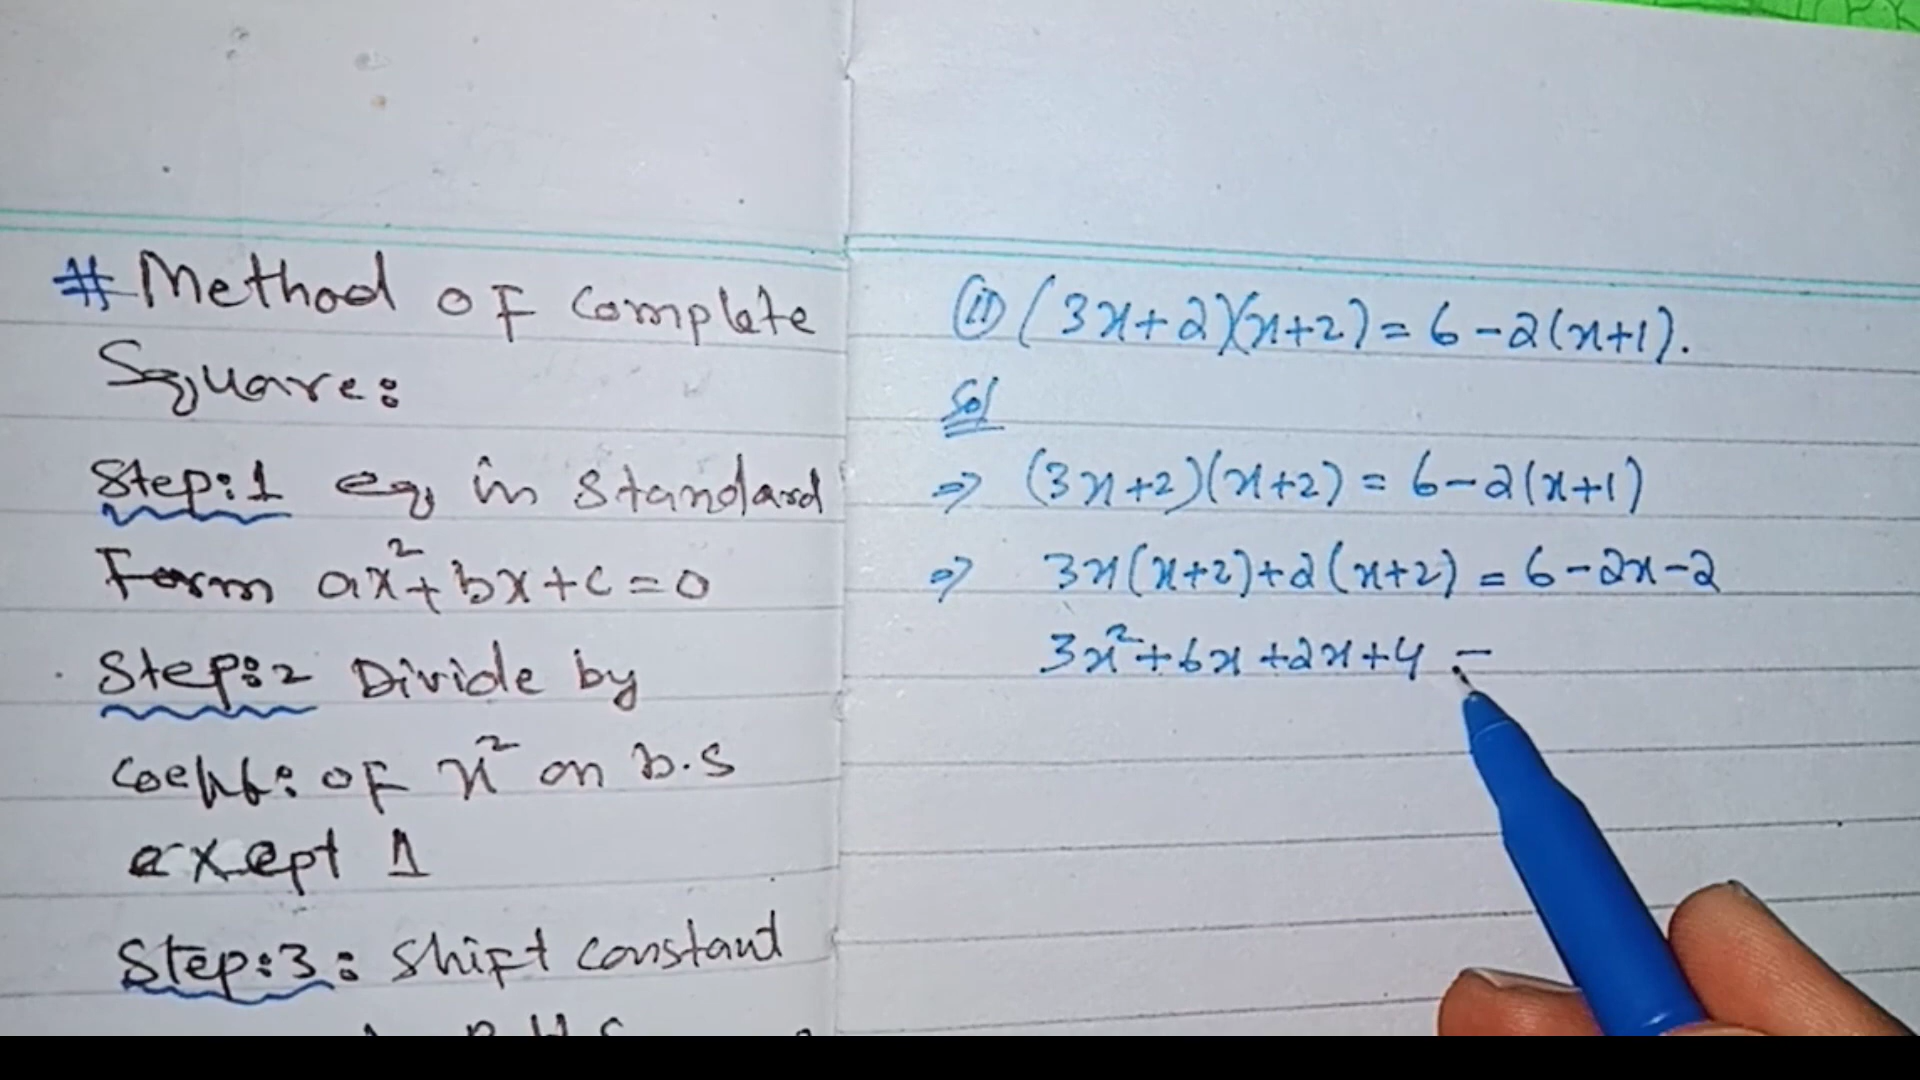 # Method of Complete
Square:
Step:1 eq in standard
Form ax²+bx+c=0
Step:2 Divide by
coeff: of x² on b.s
except 1
Step:3: Shift constant
R.H.S
(ii) (3x+2)(x+2)=6-2(x+1).
Sol
⇒ (3x+2)(x+2)=6-2(x+1)
⇒ 3x(x+2)+2(x+2)=6-2x-2
3x²+6x+2x+4 -